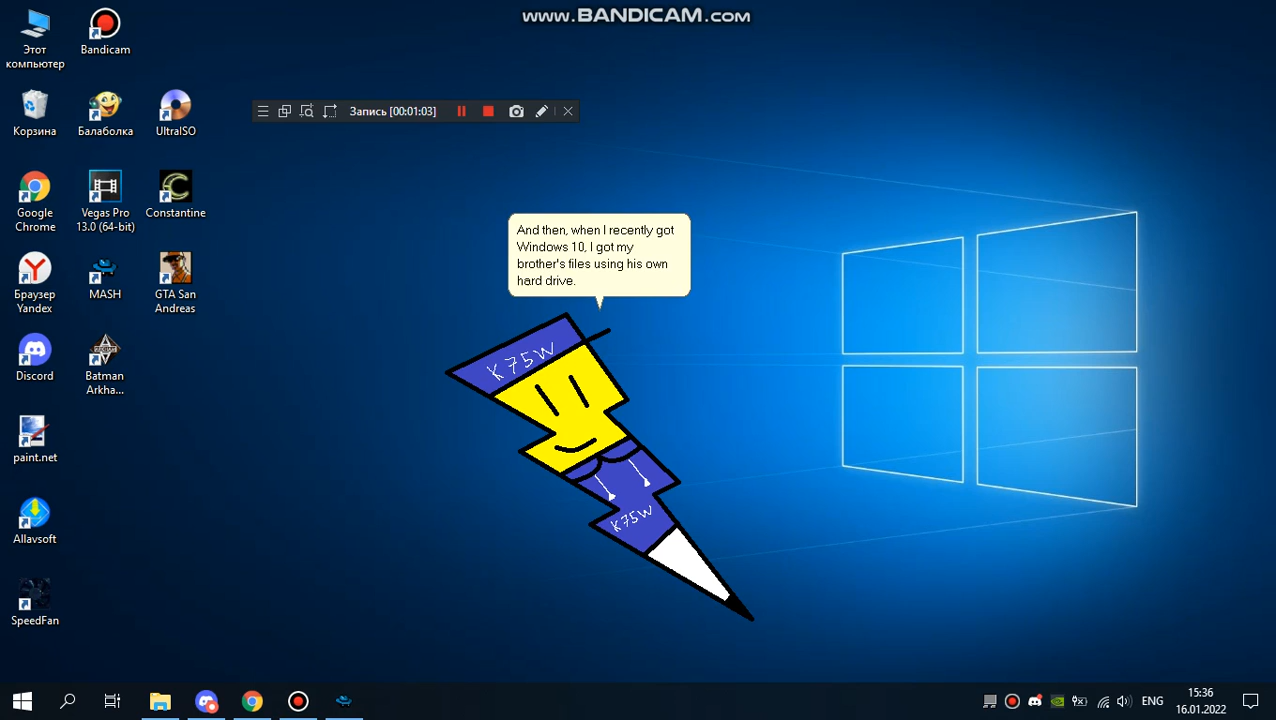 www.BANDICAM.com
Этот
компьютер
Bandicam
Корзина
Балаболка
UltraISO
Google
Chrome
Vegas Pro
13.0 (64-bit)
Constantine
Браузер
Yandex
MASH
GTA San
Andreas
Discord
Batman
Arkha...
paint.net
Allavsoft
SpeedFan
Запись [00:01:03]
And then, when I recently got
Windows 10, I got my
brother's files using his own
hard drive.
K75W
K75W
ENG
15:36
16.01.2022